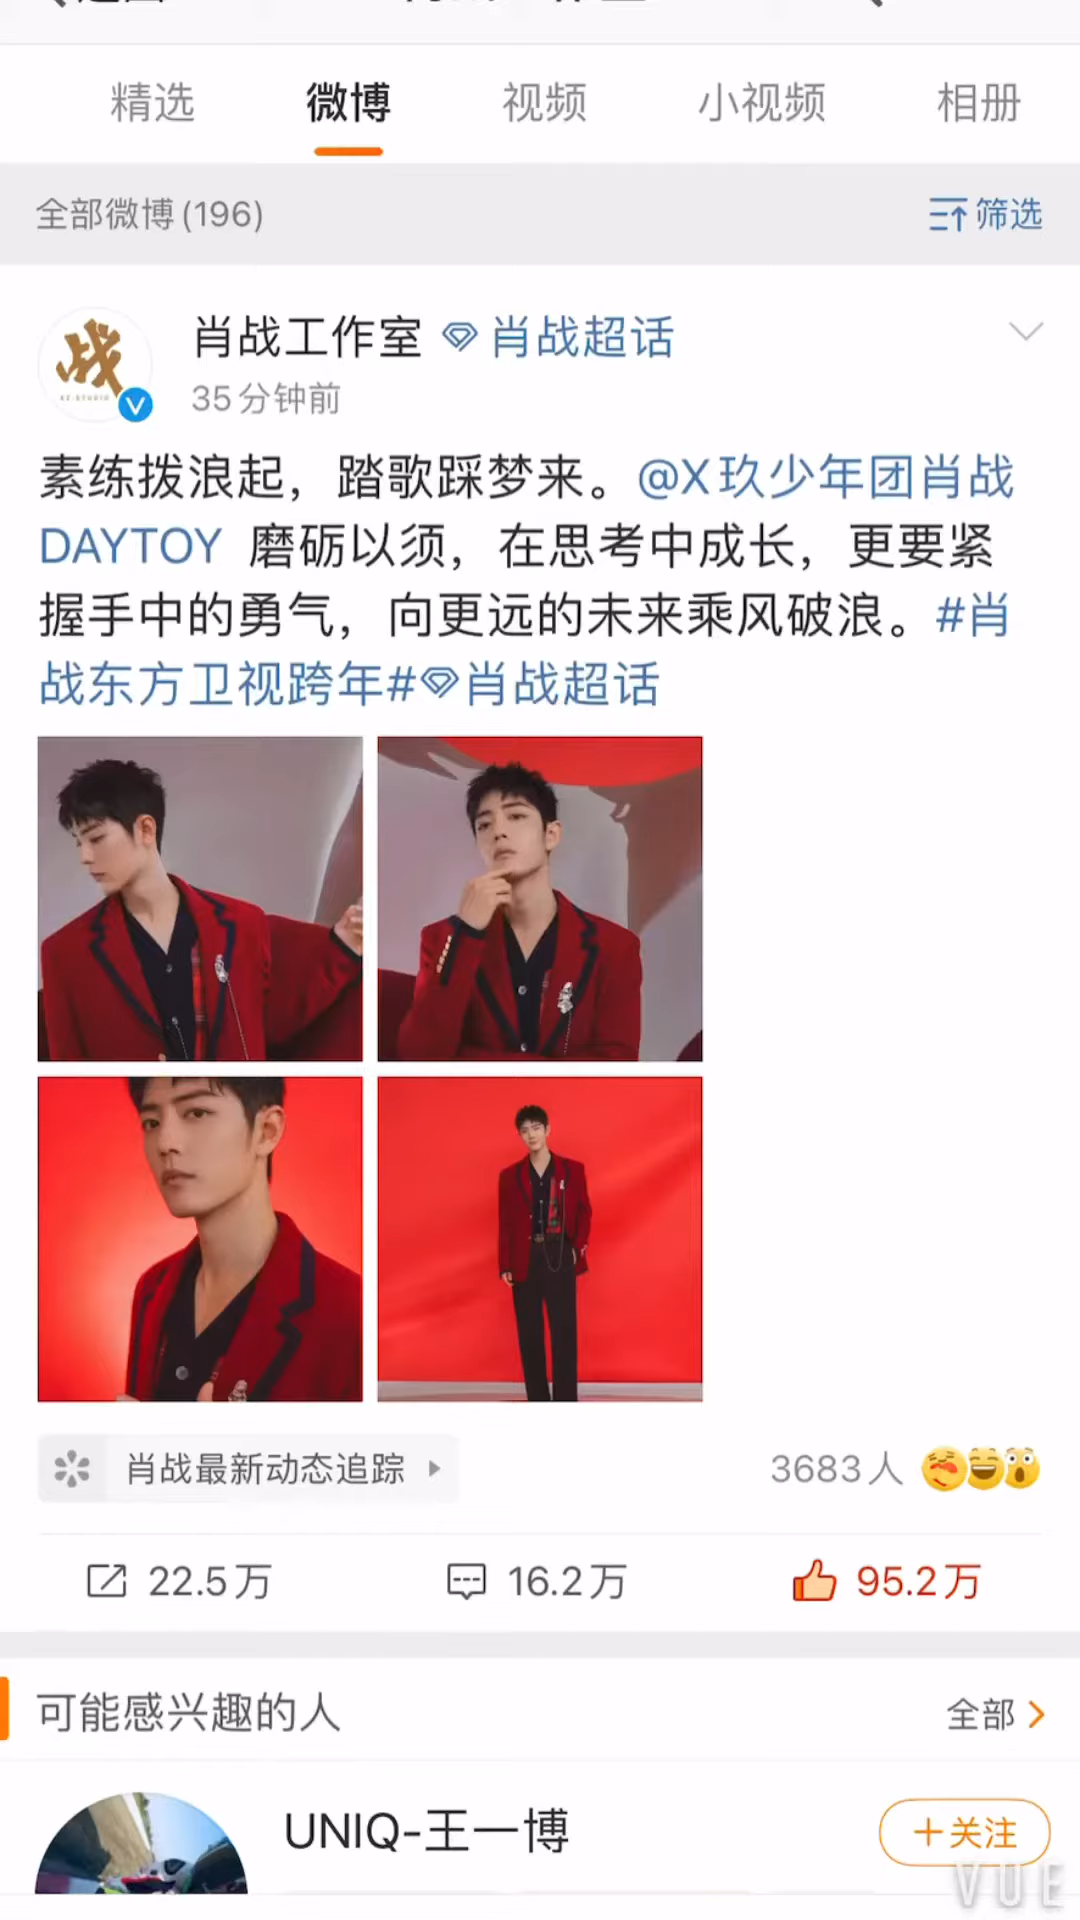 精选 微博 视频 小视频 相册
全部微博(196) 筛选
战
肖战工作室 肖战超话
35分钟前
素练拨浪起，踏歌踩梦来。@X玖少年团肖战
DAYTOY 磨砺以须，在思考中成长，更要紧
握手中的勇气，向更远的未来乘风破浪。#肖
战东方卫视跨年#肖战超话
肖战最新动态追踪 3683人
22.5万 16.2万 95.2万
可能感兴趣的人 全部
UNIQ-王一博 +关注
VUE